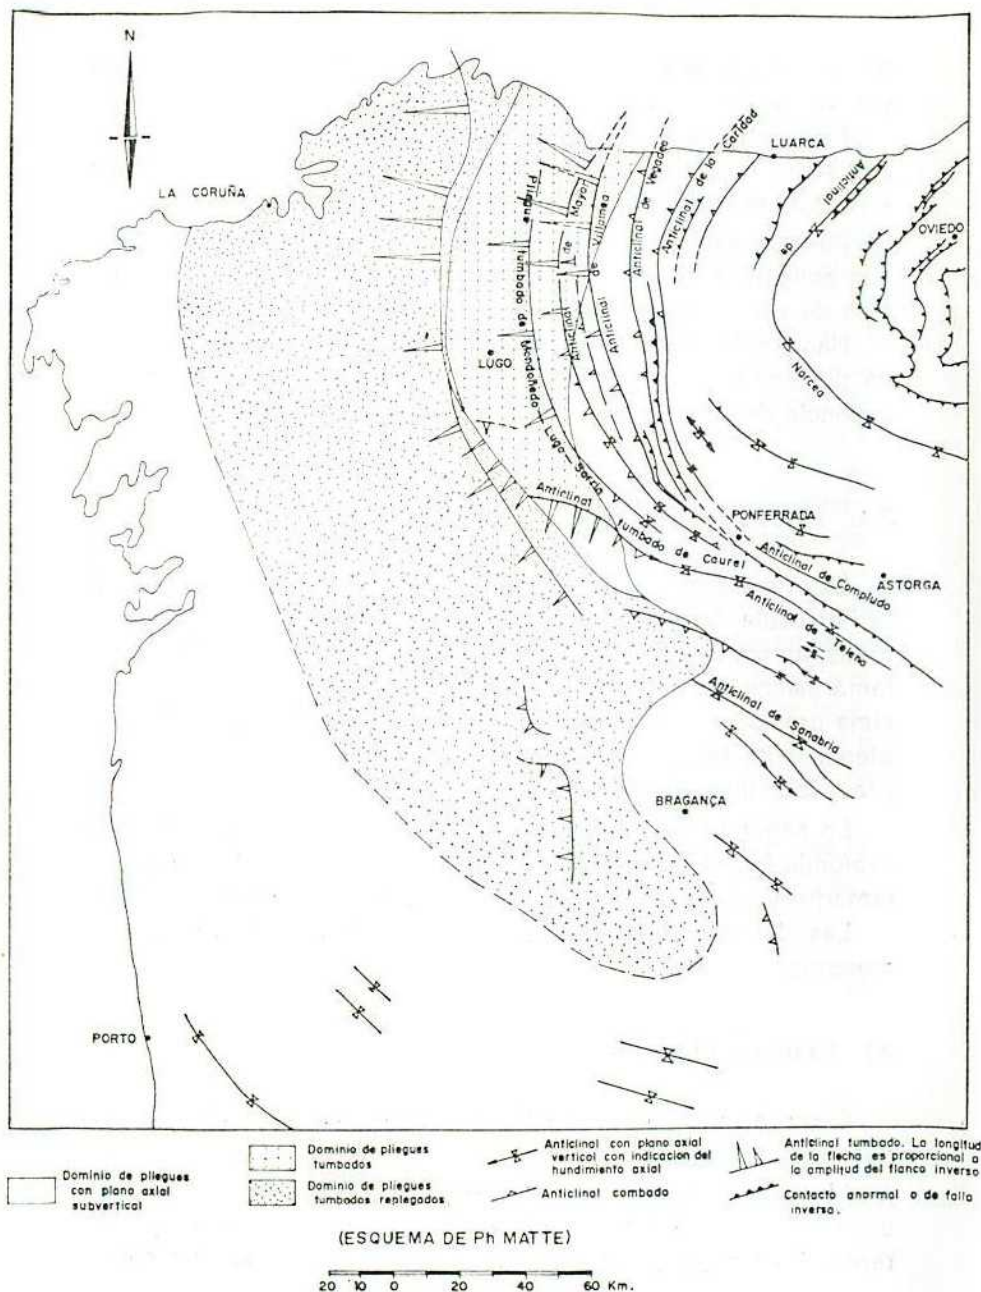 N
LA CORUÑA
LUARCA
OVIEDO
LUGO
PONFERRADA
ASTORGA
BRAGANÇA
PORTO
Pliegue tumbado de Mondoñedo - Lugo - Sarria
Anticlinal de Mayor
Anticlinal de Villamea
Anticlinal de Vegadeo
Anticlinal de la Caridad
Anticlinal de Narcea
Anticlinal tumbado de Caurel
Anticlinal de Compludo
Anticlinal de Teleno
Anticlinal de Sanabria
Dominio de pliegues
con plano axial
subvertical
Dominio de pliegues
tumbados
Dominio de pliegues
tumbados replegados
Anticlinal con plano axial
vertical con indicacion del
hundimiento axial
Anticlinal combado
Anticlinal tumbado. La longitud
de la flecha es proporcional a
la amplitud del flanco inverso
Contacto anormal o de falla
inversa.
(ESQUEMA DE Ph MATTE)
20 10 0 20 40 60 Km.